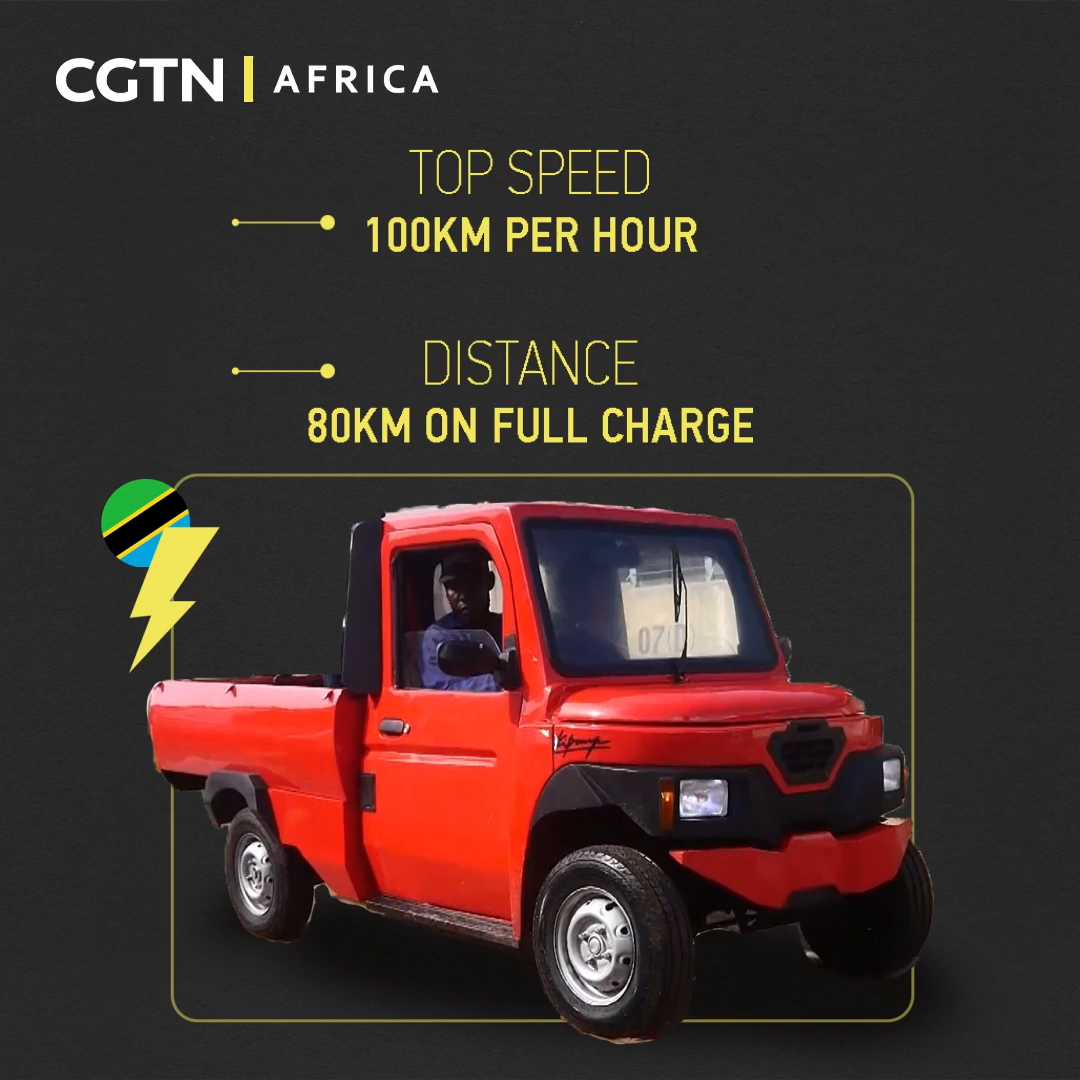 CGTN | AFRICA
TOP SPEED
100KM PER HOUR
DISTANCE
80KM ON FULL CHARGE